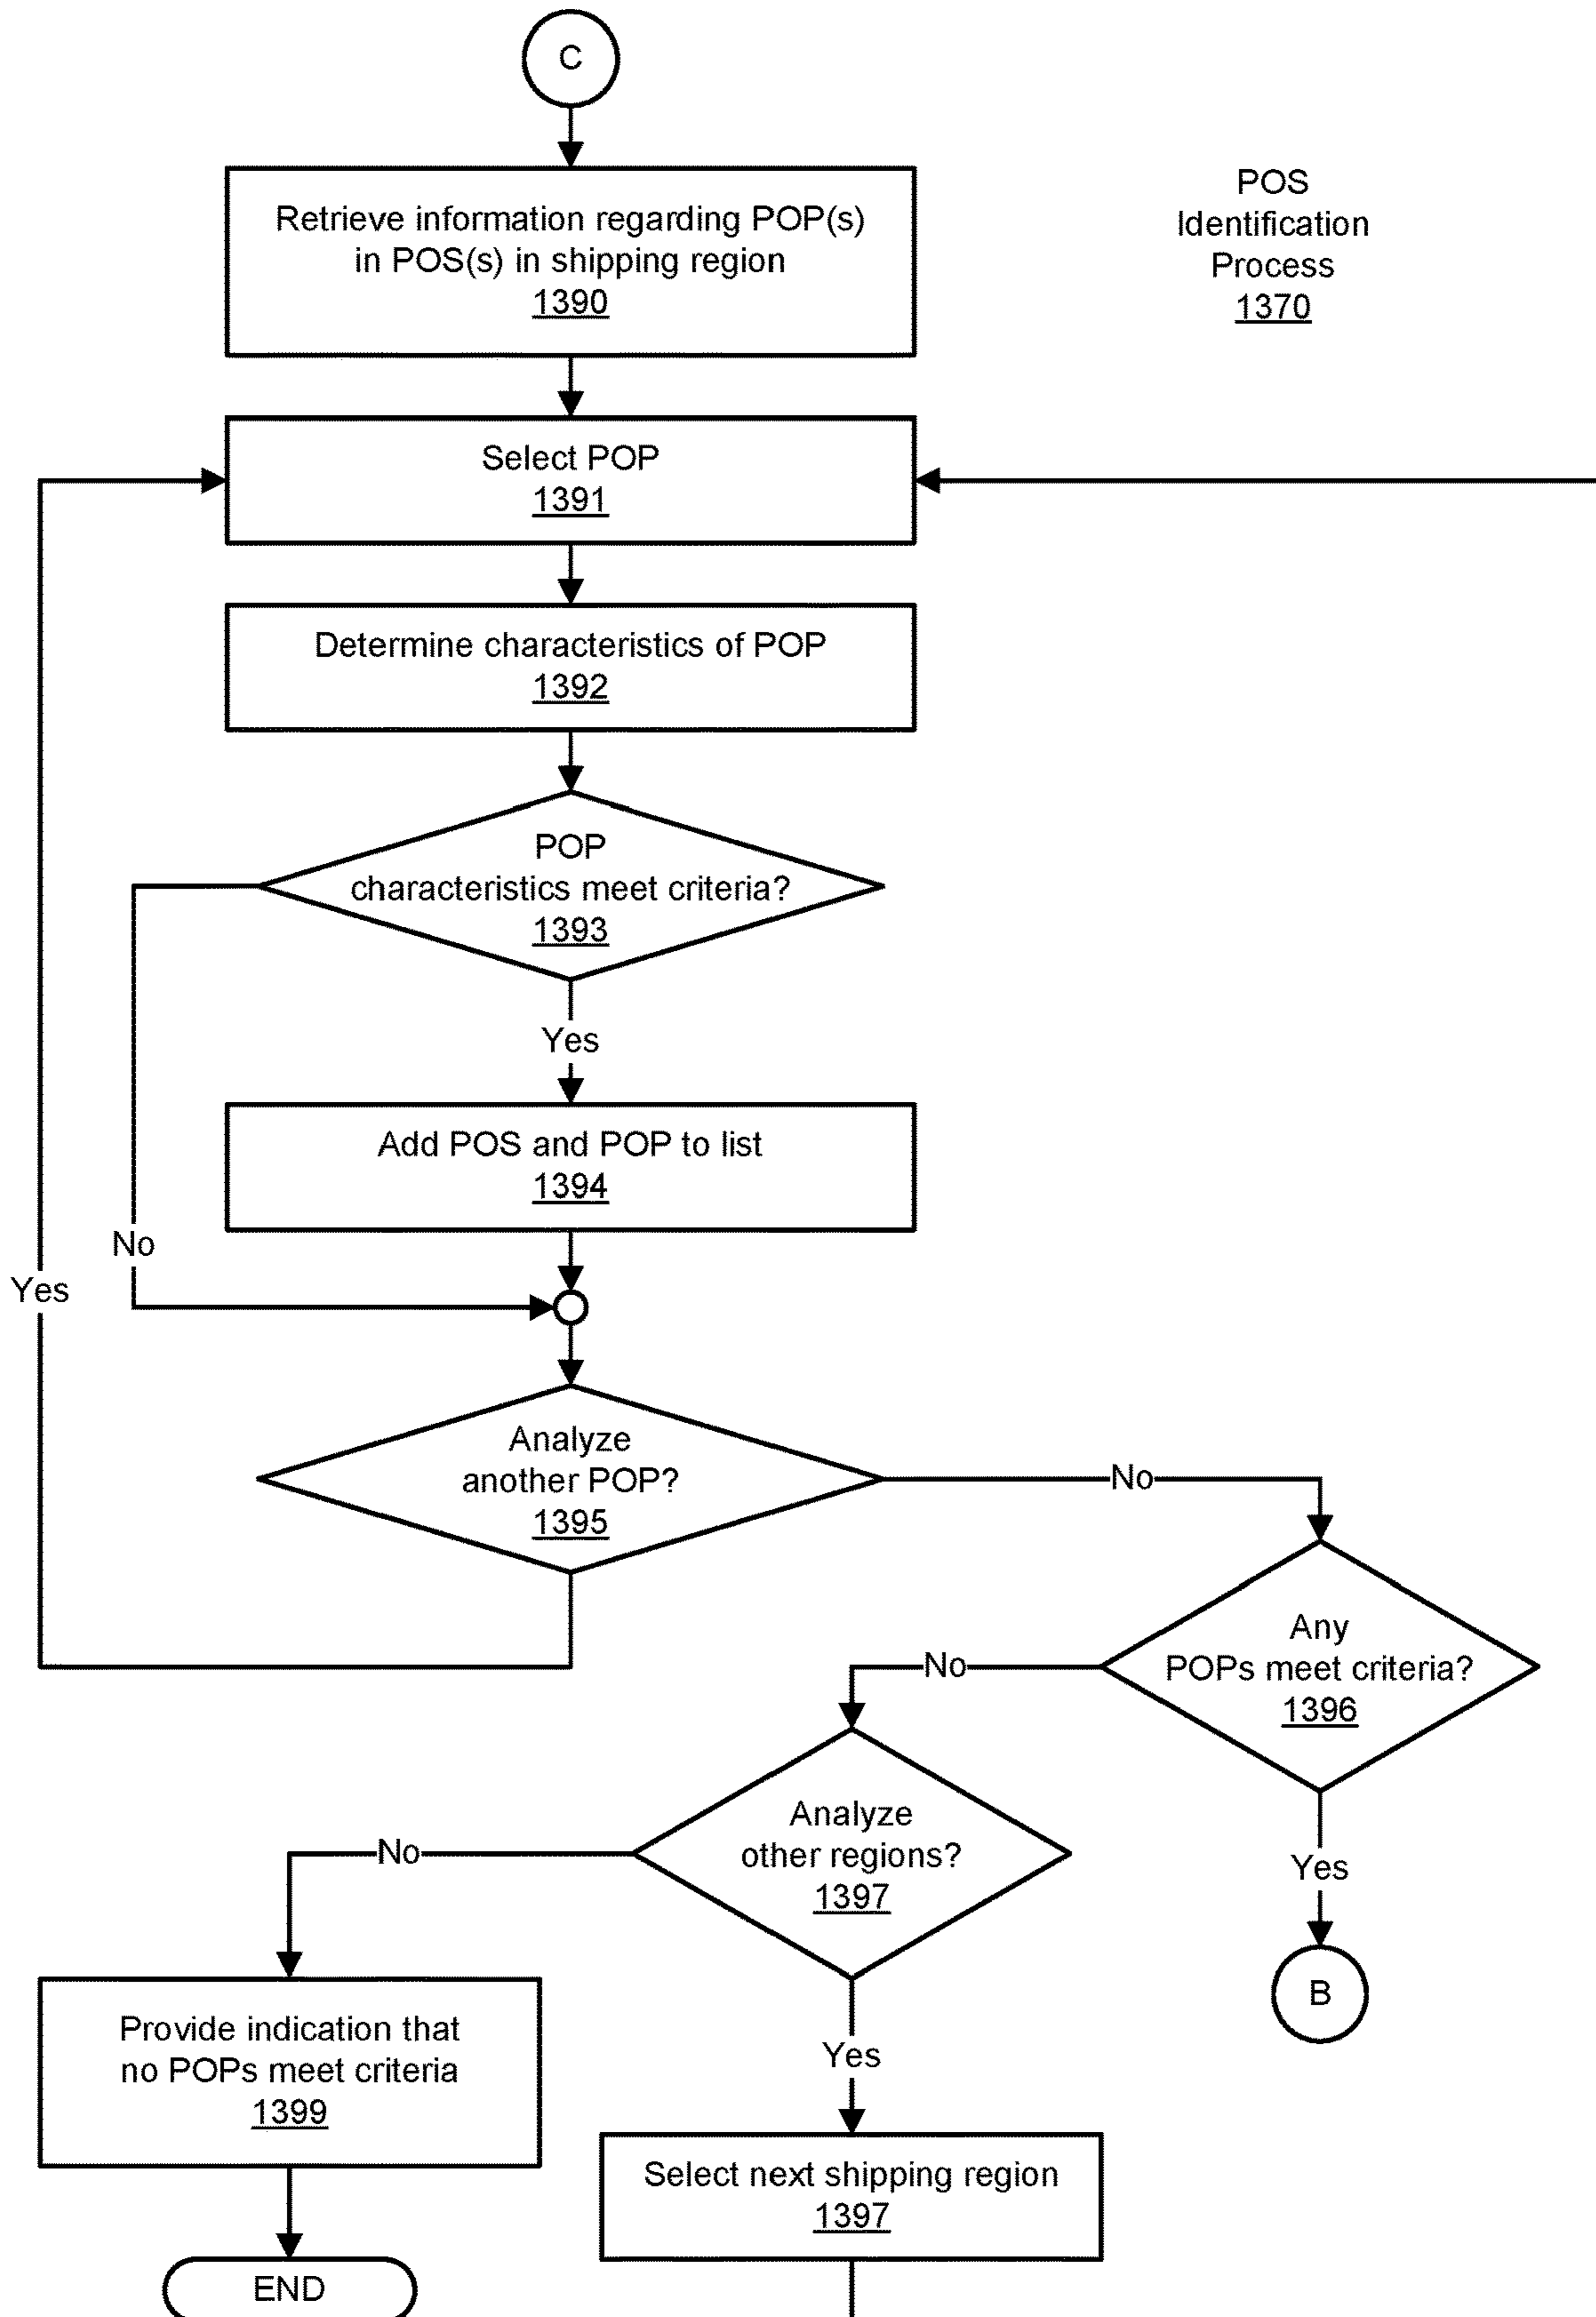 C
Retrieve information regarding POP(s)
in POS(s) in shipping region
1390
POS
Identification
Process
1370
Select POP
1391
Determine characteristics of POP
1392
POP
characteristics meet criteria?
1393
Yes
Add POS and POP to list
1394
No
Yes
Analyze
another POP?
1395
No
Any
POPs meet criteria?
1396
No
Analyze
other regions?
1397
No
Yes
B
Provide indication that
no POPs meet criteria
1399
Yes
Select next shipping region
1397
END